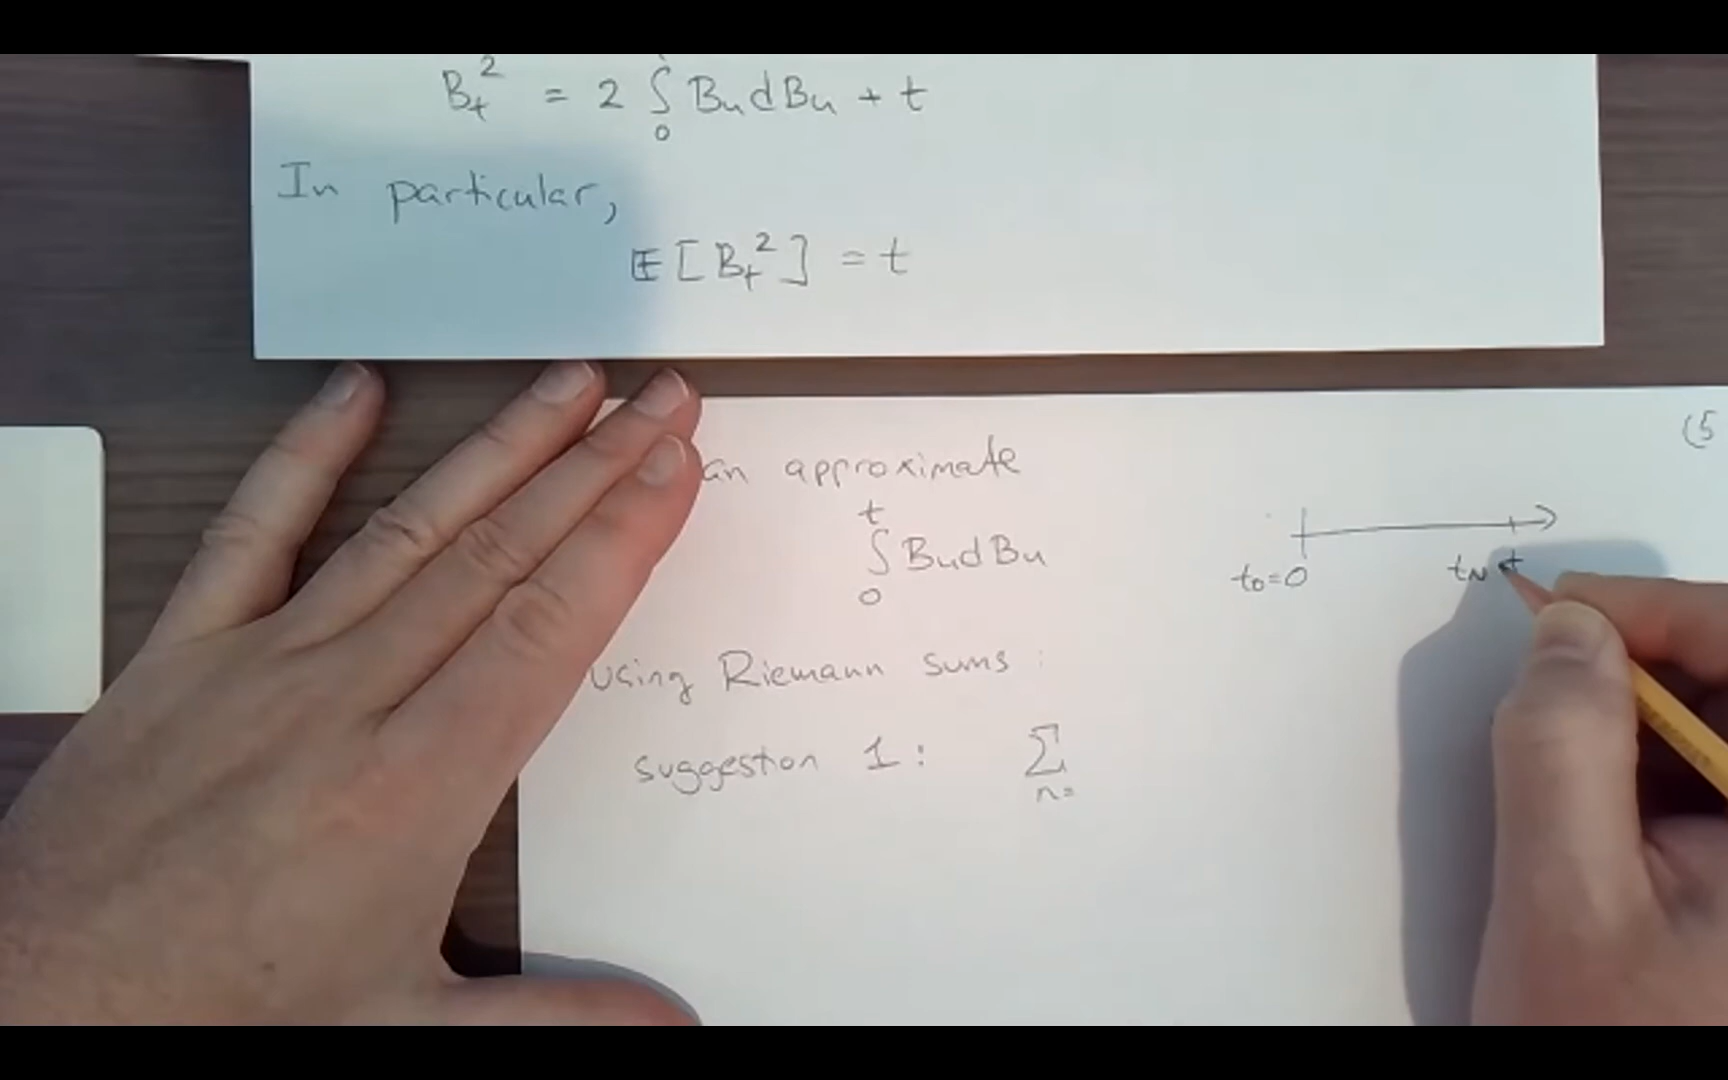 B_t^2 = 2 ∫_0 B_u dB_u + t
In particular,
𝔼[B_t^2] = t
(5
an approximate
∫_0^t B_u dB_u
t_0=0 t_N t
using Riemann sums :
suggestion 1 : ∑_{n=}